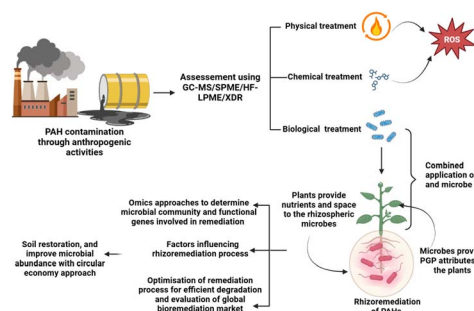 Physical treatment
ROS
Assessement using
GC-MS/SPME/HF-
LPME/XDR
Chemical treatment
PAH contamination
through anthropogenic
activities
Biological treatment
Combined
application o
and microbe
Plants provide
nutrients and space
to the rhizospheric
microbes
Omics approaches to determine
microbial community and functional
genes involved in remediation
Soil restoration, and
improve microbial
abundance with circular
economy approach
Factors influencing
rhizoremediation process
Microbes prov
PGP attributes
the plants
Optimisation of remediation
process for efficient degradation
and evaluation of global
bioremediation market
Rhizoremediation
of PAHs